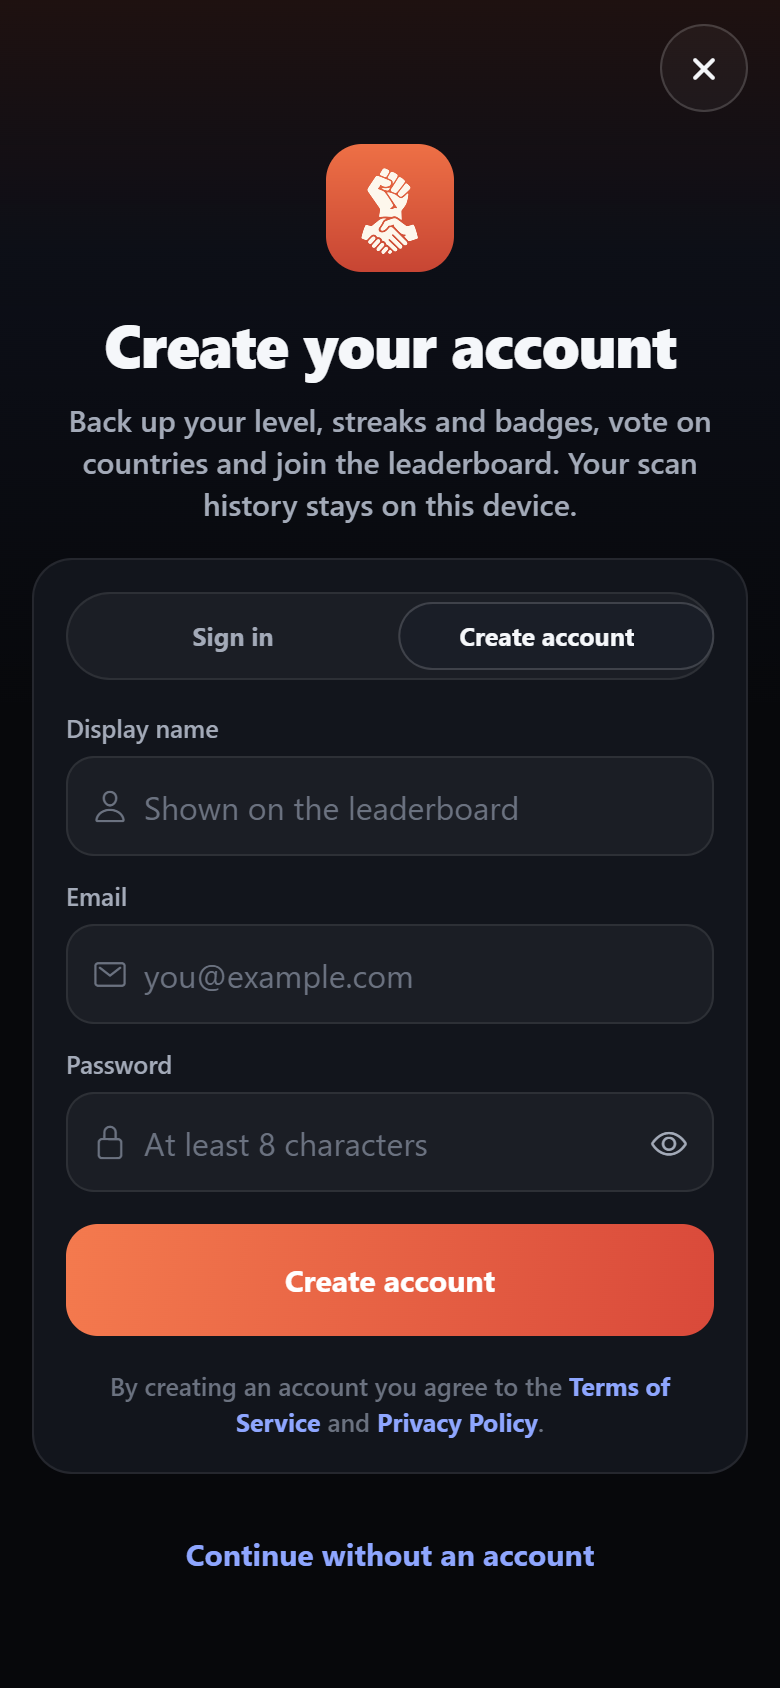 Create your account
Back up your level, streaks and badges, vote on
countries and join the leaderboard. Your scan
history stays on this device.
Sign in
Create account
Display name
Shown on the leaderboard
Email
you@example.com
Password
At least 8 characters
Create account
By creating an account you agree to the Terms of
Service and Privacy Policy.
Continue without an account